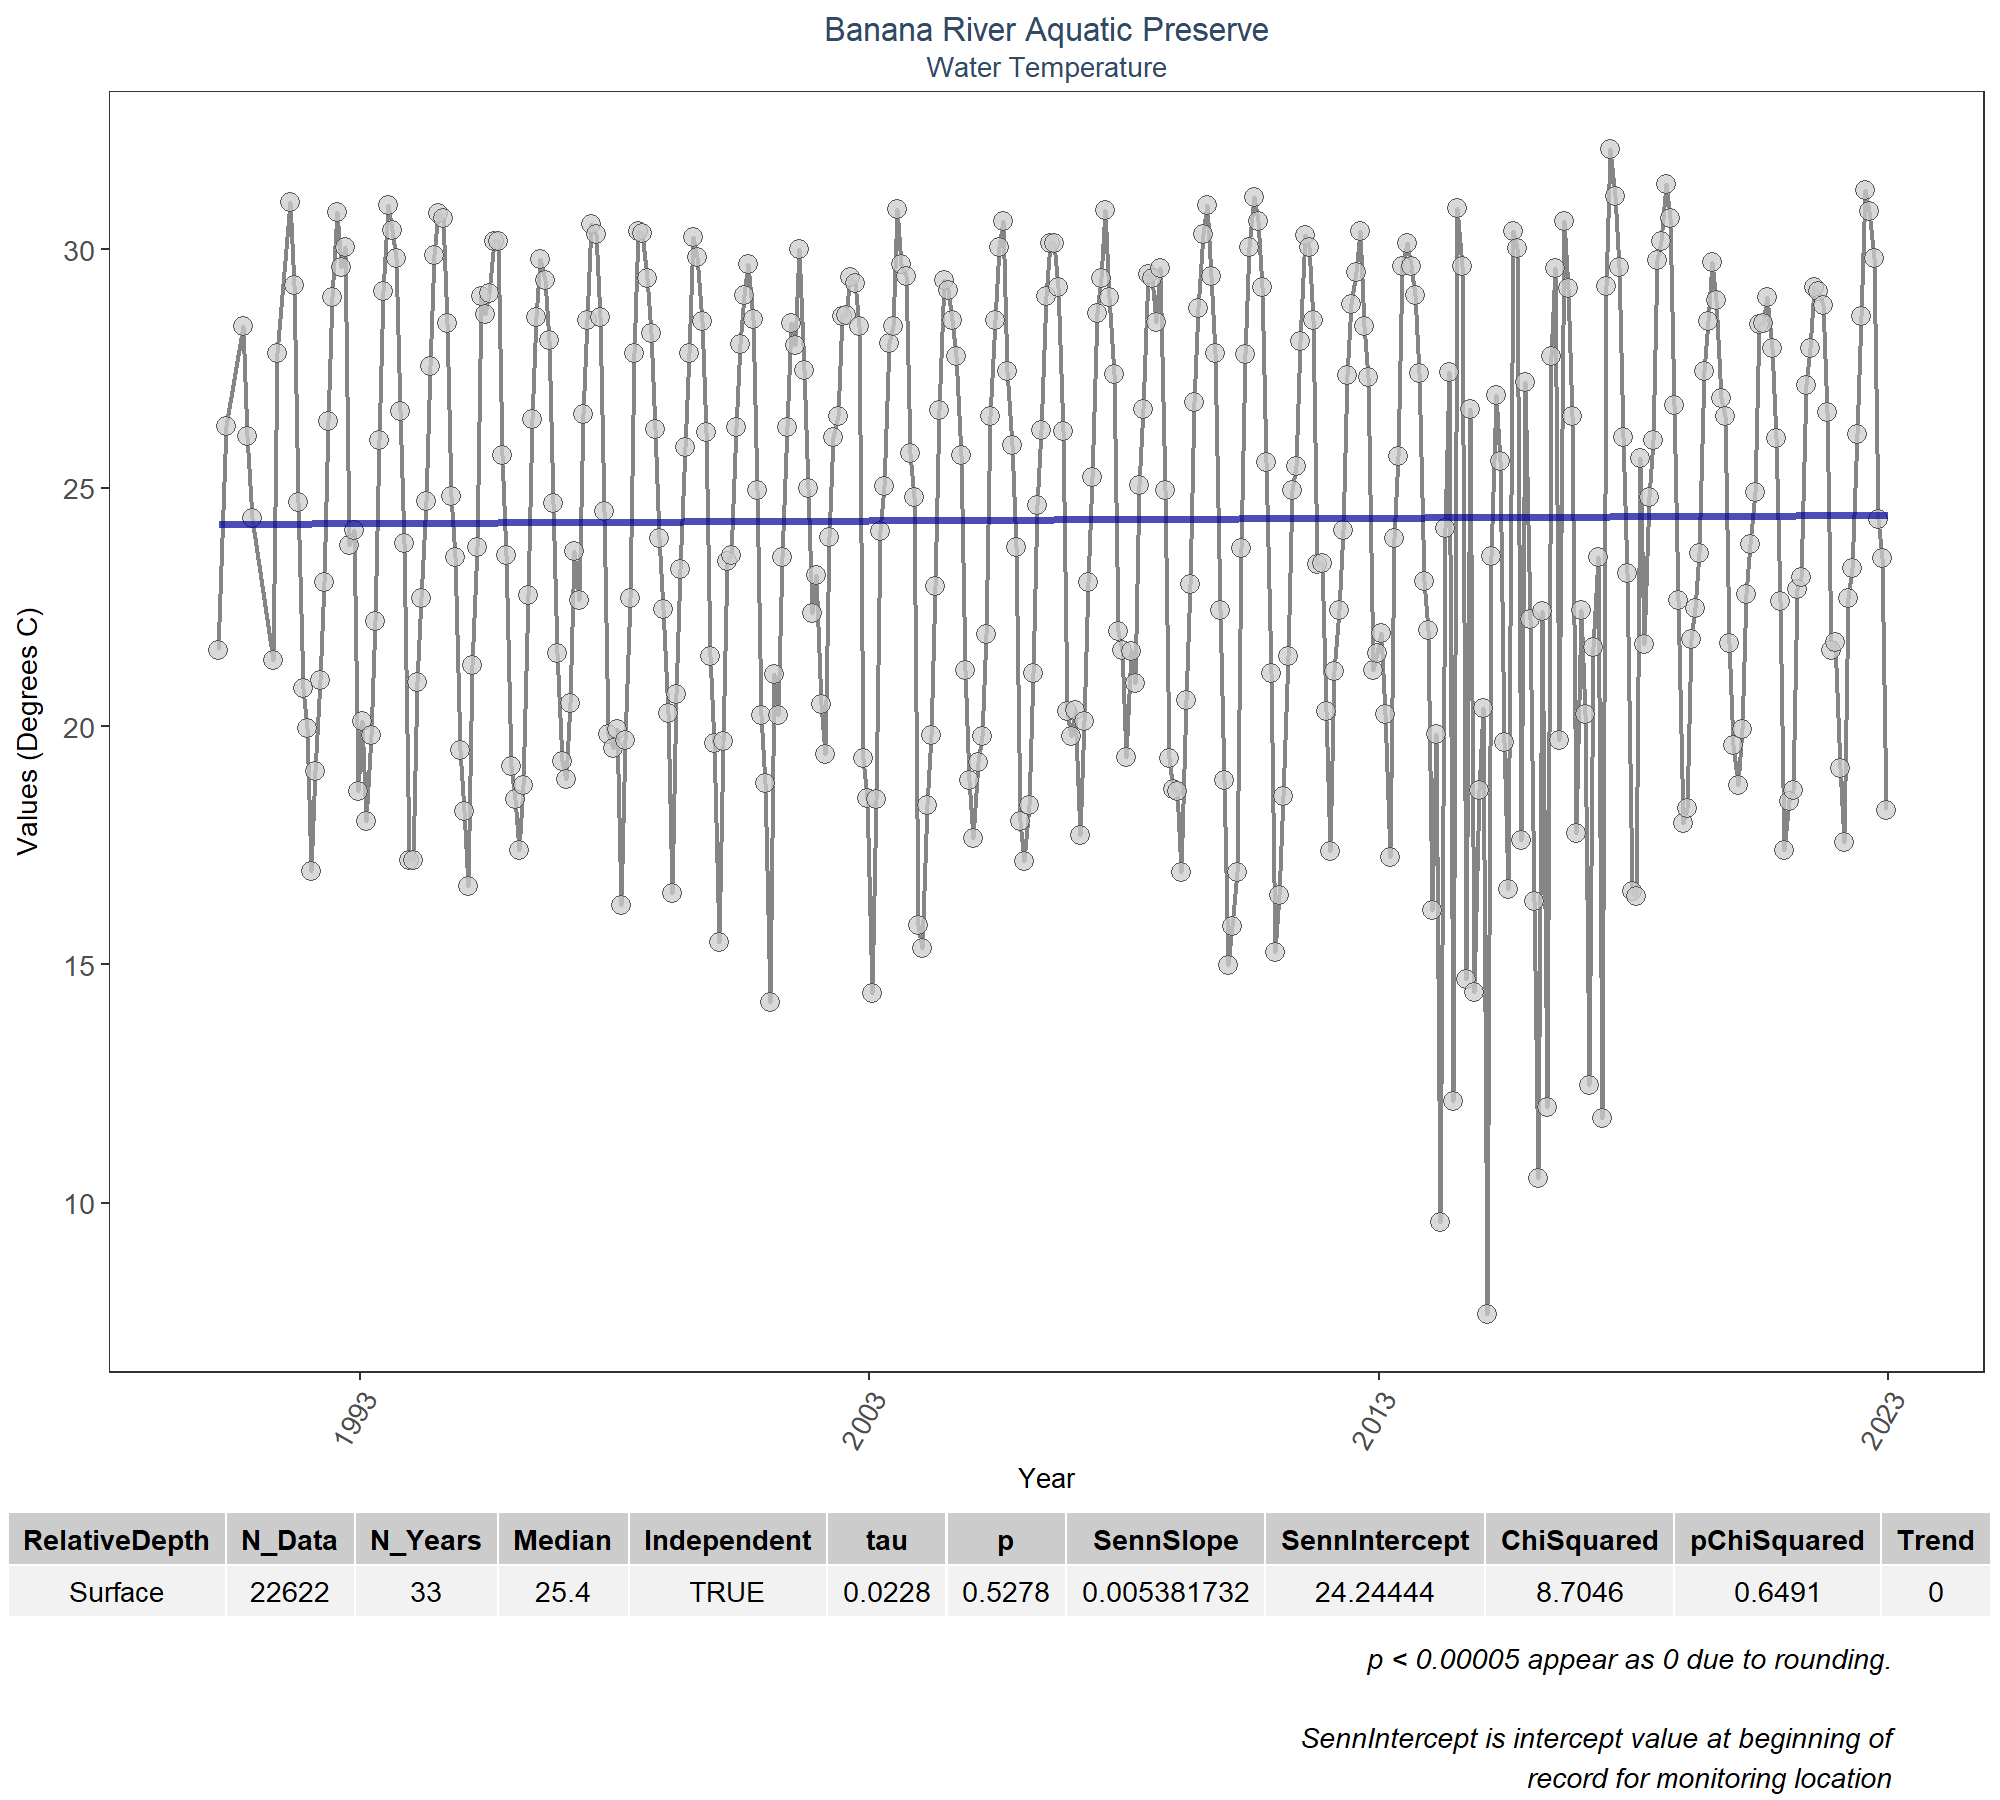 Banana River Aquatic Preserve
Water Temperature
Values (Degrees C)
30
25
20
15
10
1993 2003 2013 2023
Year
RelativeDepth N_Data N_Years Median Independent tau p SennSlope SennIntercept ChiSquared pChiSquared Trend
Surface 22622 33 25.4 TRUE 0.0228 0.5278 0.005381732 24.24444 8.7046 0.6491 0
p < 0.00005 appear as 0 due to rounding.
SennIntercept is intercept value at beginning of
record for monitoring location